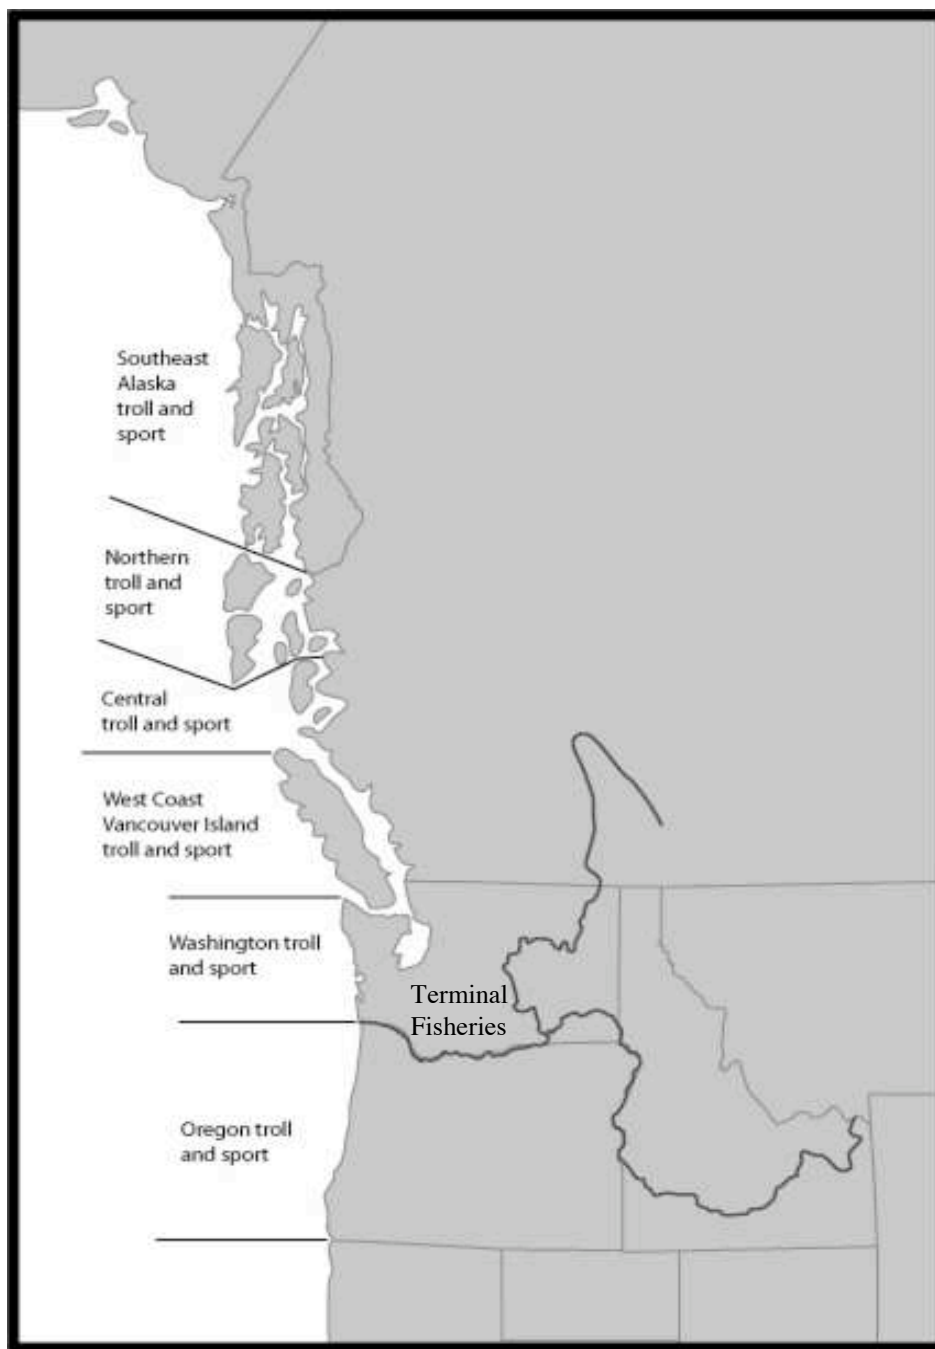 Southeast
Alaska
troll and
sport
Northern
troll and
sport
Central
troll and sport
West Coast
Vancouver Island
troll and sport
Washington troll
and sport
Terminal
Fisheries
Oregon troll
and sport